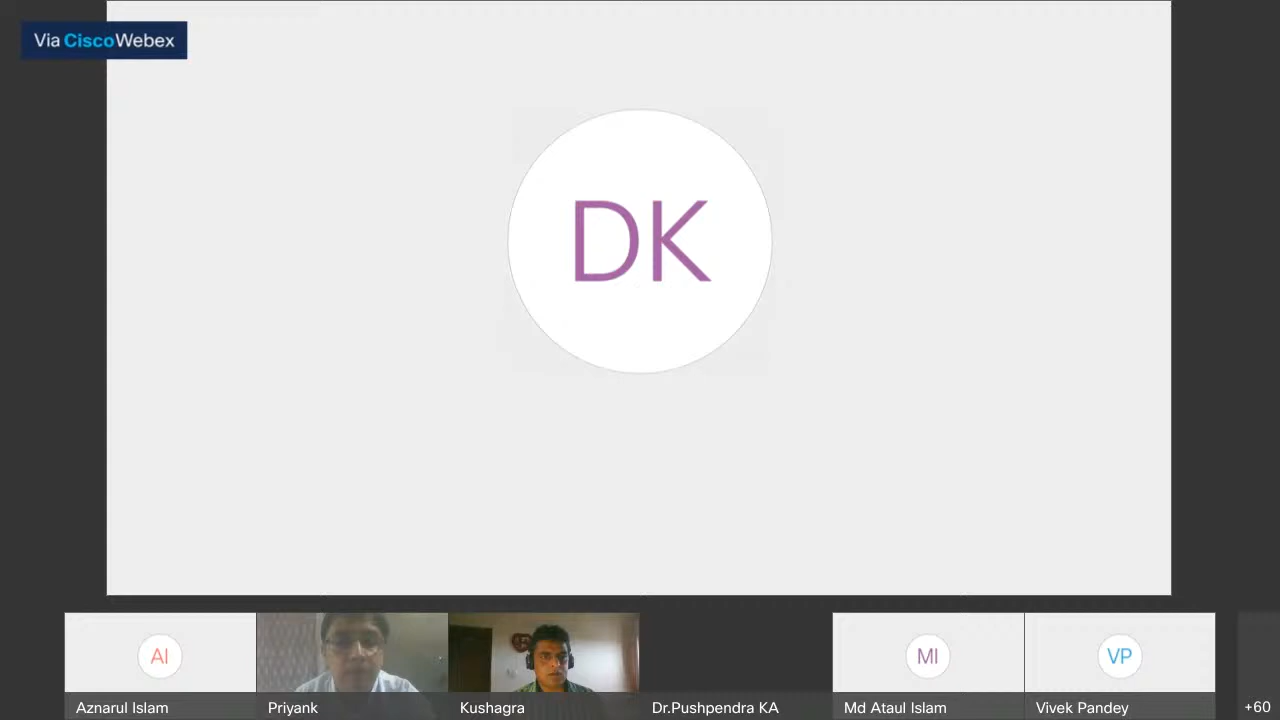 Via CiscoWebex
DK
AI
MI
VP
Aznarul Islam
Priyank
Kushagra
Dr.Pushpendra KA
Md Ataul Islam
Vivek Pandey
+60